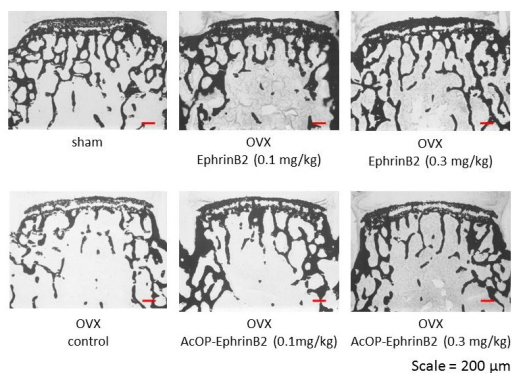 sham
OVX
EphrinB2 (0.1 mg/kg)
OVX
EphrinB2 (0.3 mg/kg)
OVX
control
OVX
AcOP-EphrinB2 (0.1mg/kg)
OVX
AcOP-EphrinB2 (0.3 mg/kg)
Scale = 200 μm